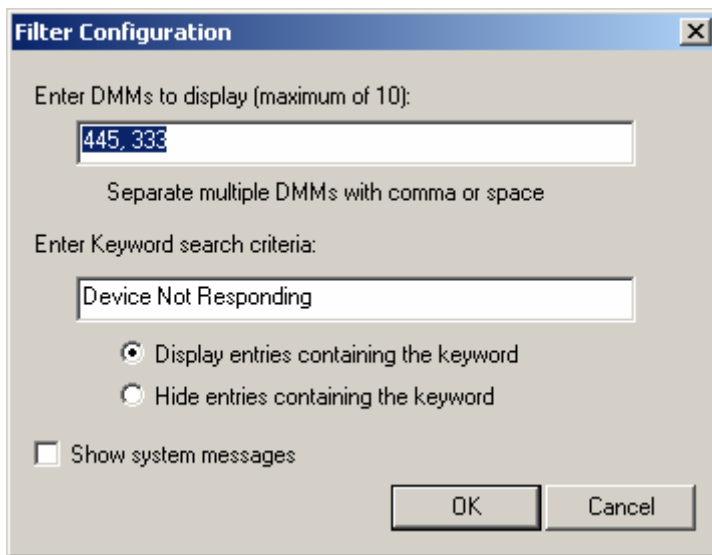 Filter Configuration
Enter DMMs to display (maximum of 10):
445, 333
Separate multiple DMMs with comma or space
Enter Keyword search criteria:
Device Not Responding
Display entries containing the keyword
Hide entries containing the keyword
Show system messages
OK Cancel